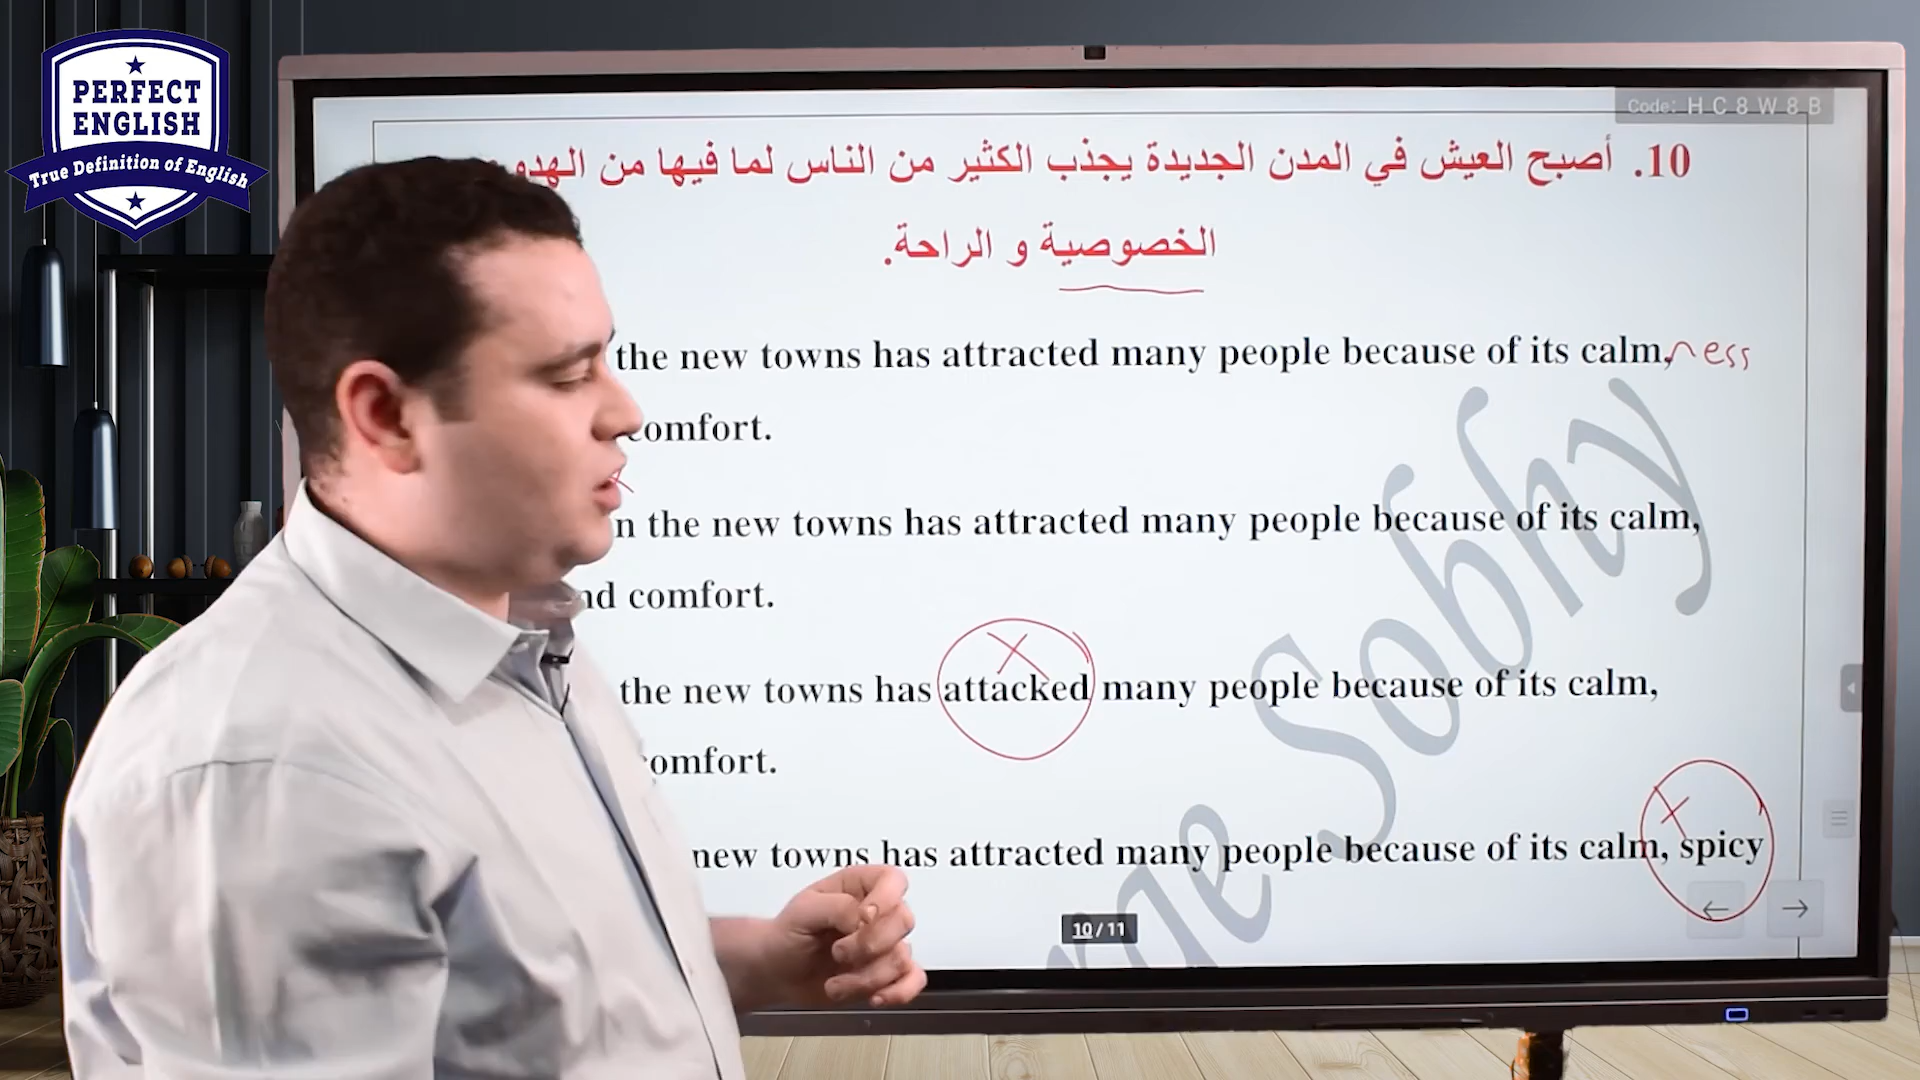 PERFECT
ENGLISH
True Definition of English
Code: H C 8 W 8 B
10. أصبح العيش في المدن الجديدة يجذب الكثير من الناس لما فيها من
الخصوصية و الراحة.
the new towns has attracted many people because of its calm, ness
comfort.
the new towns has attracted many people because of its calm,
comfort.
the new towns has attacked many people because of its calm,
new towns has attracted many people because of its calm, spicy
10/11
Sobhy